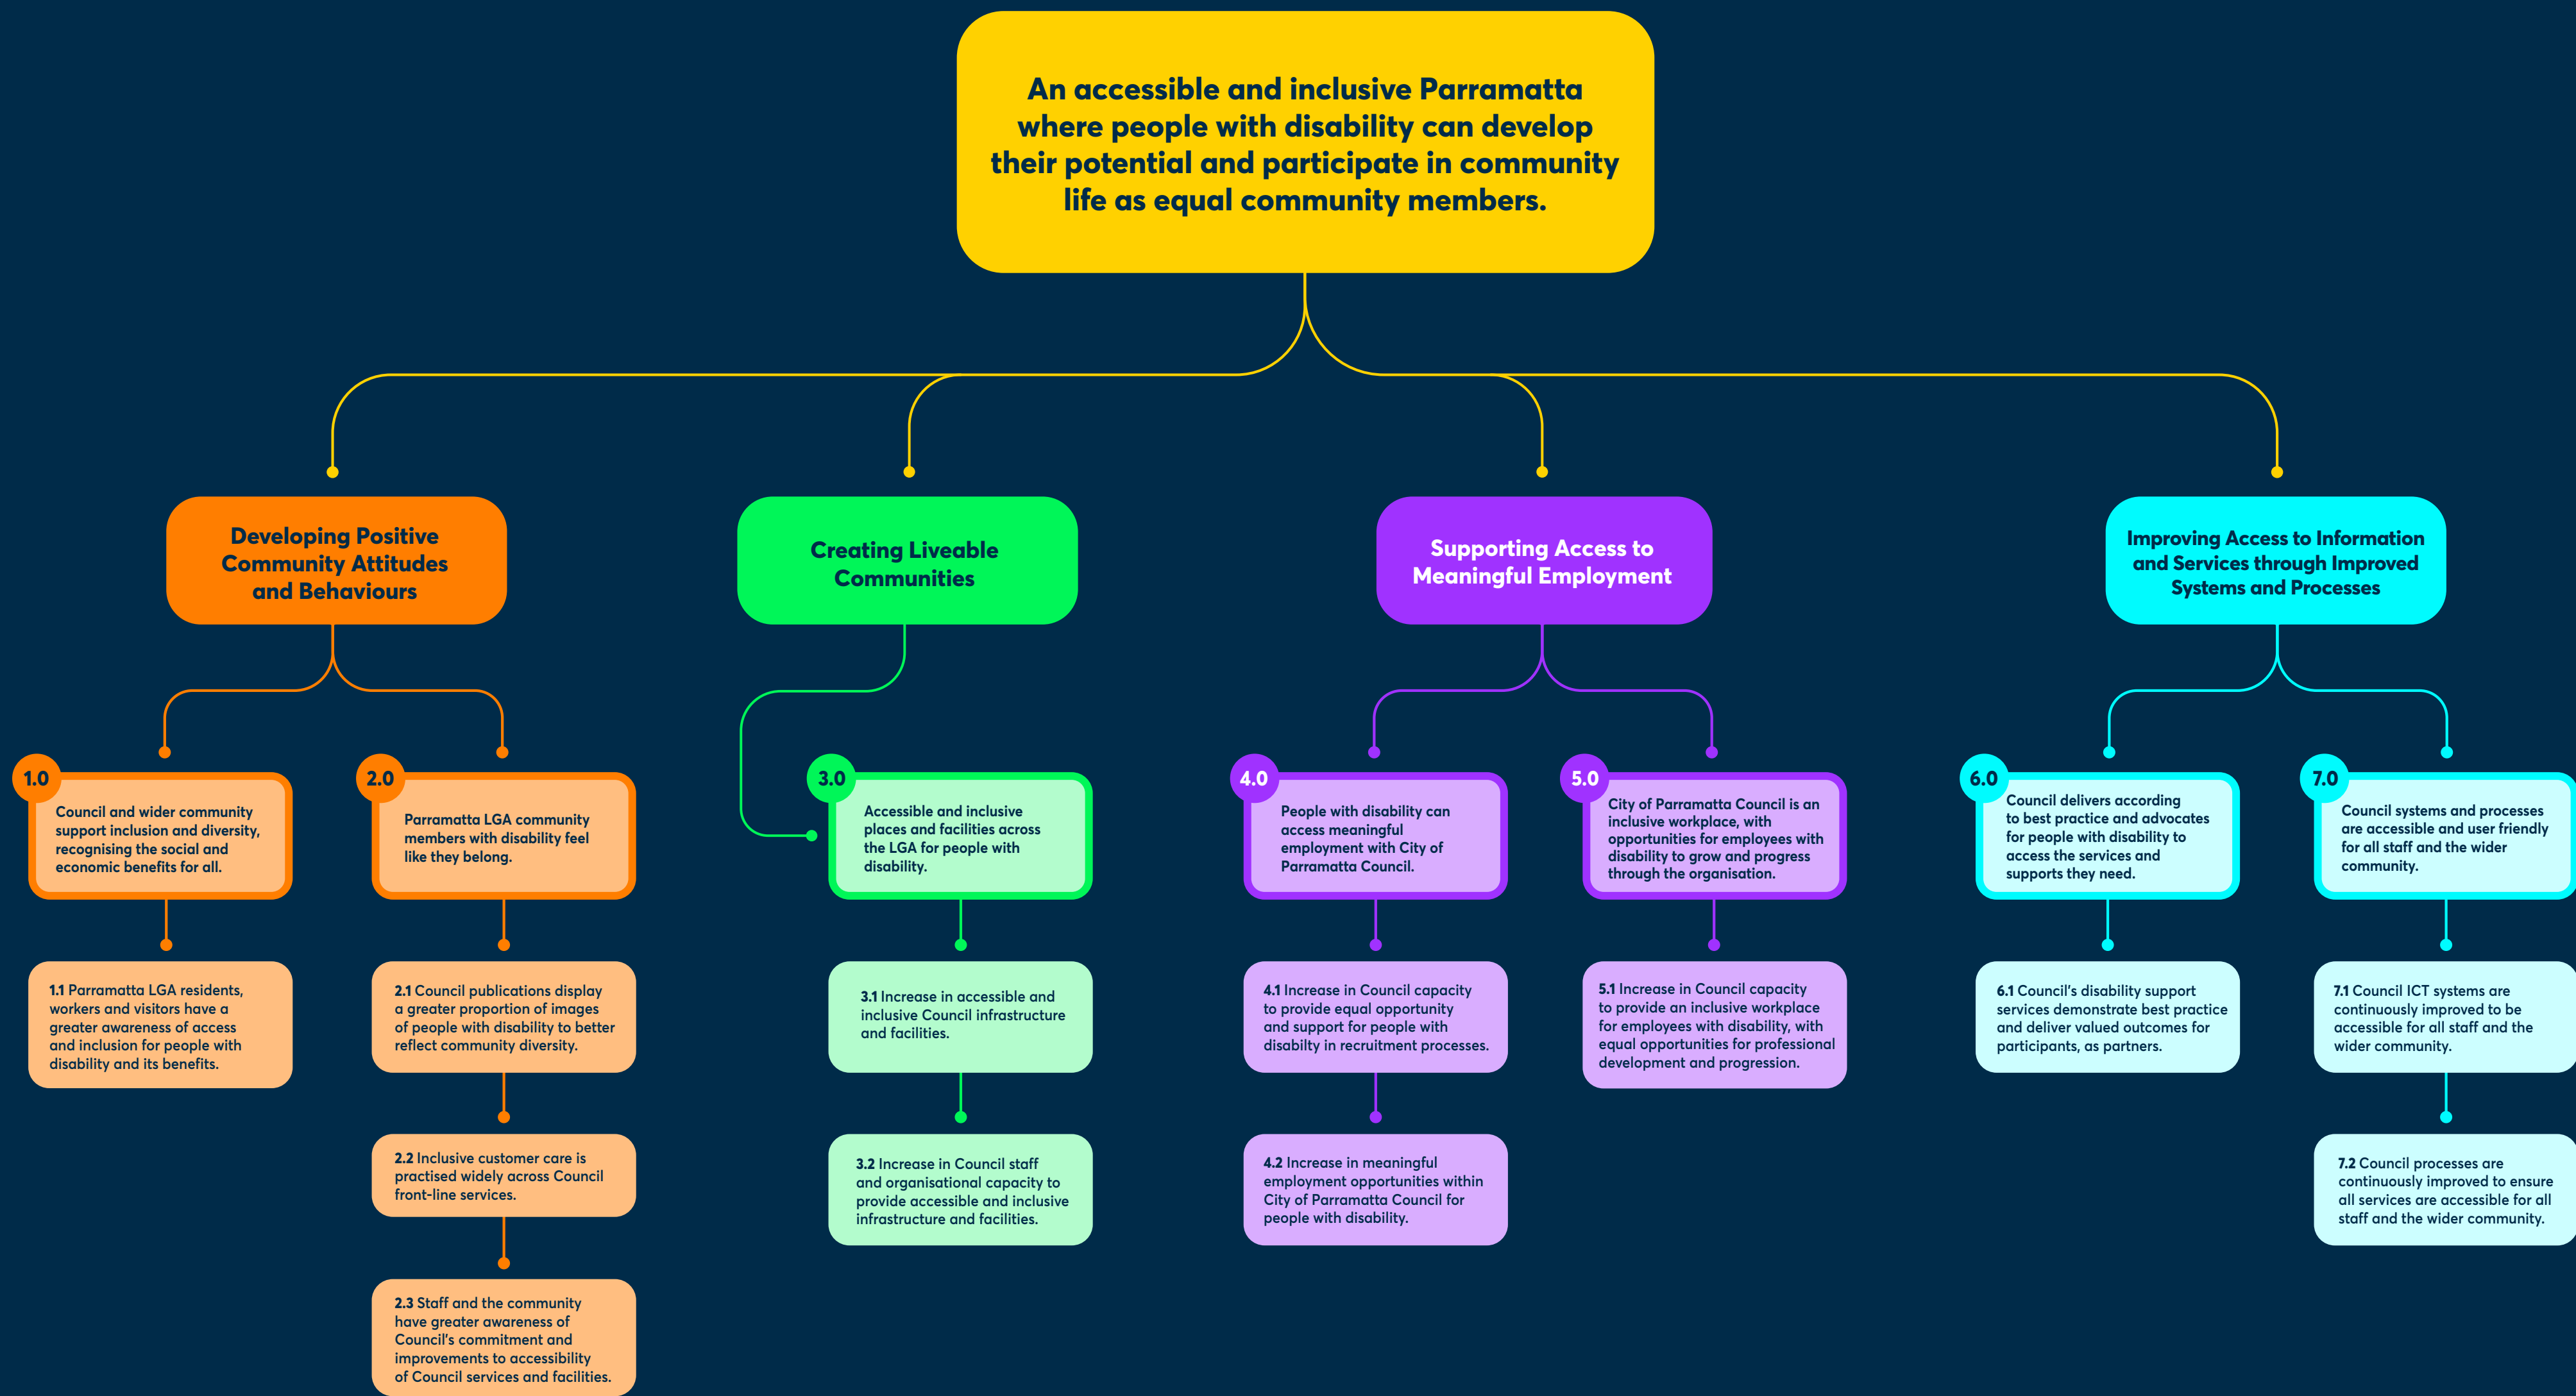 An accessible and inclusive Parramatta
where people with disability can develop
their potential and participate in community
life as equal community members.
Developing Positive
Community Attitudes
and Behaviours
Creating Liveable
Communities
Supporting Access to
Meaningful Employment
Improving Access to Information
and Services through Improved
Systems and Processes
1.0
Council and wider community
support inclusion and diversity,
recognising the social and
economic benefits for all.
2.0
Parramatta LGA community
members with disability feel
like they belong.
3.0
Accessible and inclusive
places and facilities across
the LGA for people with
disability.
4.0
People with disability can
access meaningful
employment with City of
Parramatta Council.
5.0
City of Parramatta Council is an
inclusive workplace, with
opportunities for employees with
disability to grow and progress
through the organisation.
6.0
Council delivers according
to best practice and advocates
for people with disability to
access the services and
supports they need.
7.0
Council systems and processes
are accessible and user friendly
for all staff and the wider
community.
1.1 Parramatta LGA residents,
workers and visitors have a
greater awareness of access
and inclusion for people with
disability and its benefits.
2.1 Council publications display
a greater proportion of images
of people with disability to better
reflect community diversity.
3.1 Increase in accessible and
inclusive Council infrastructure
and facilities.
4.1 Increase in Council capacity
to provide equal opportunity
and support for people with
disabilty in recruitment processes.
5.1 Increase in Council capacity
to provide an inclusive workplace
for employees with disability, with
equal opportunities for professional
development and progression.
6.1 Council's disability support
services demonstrate best practice
and deliver valued outcomes for
participants, as partners.
7.1 Council ICT systems are
continuously improved to be
accessible for all staff and the
wider community.
2.2 Inclusive customer care is
practised widely across Council
front-line services.
3.2 Increase in Council staff
and organisational capacity to
provide accessible and inclusive
infrastructure and facilities.
4.2 Increase in meaningful
employment opportunities within
City of Parramatta Council for
people with disability.
7.2 Council processes are
continuously improved to ensure
all services are accessible for all
staff and the wider community.
2.3 Staff and the community
have greater awareness of
Council's commitment and
improvements to accessibility
of Council services and facilities.